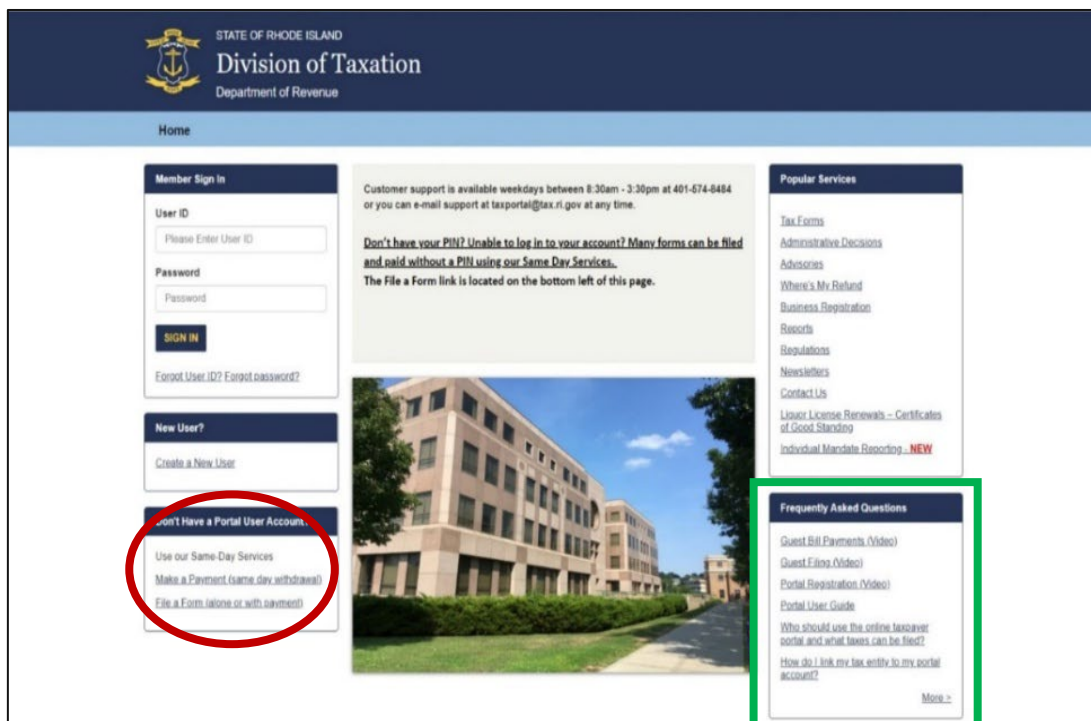 STATE OF RHODE ISLAND
Division of Taxation
Department of Revenue
Home
Member Sign In
User ID
Please Enter User ID
Password
Password
SIGN IN
Forgot User ID? Forgot password?
New User?
Create a New User
Don't Have a Portal User Account?
Use our Same-Day Services
Make a Payment (same day withdrawal)
File a Form (alone or with payment)
Customer support is available weekdays between 8:30am - 3:30pm at 401-574-8484
or you can e-mail support at taxportal@tax.ri.gov at any time.
Don't have your PIN? Unable to log in to your account? Many forms can be filed
and paid without a PIN using our Same Day Services.
The File a Form link is located on the bottom left of this page.
Popular Services
Tax Forms
Administrative Decisions
Advisories
Where's My Refund
Business Registration
Reports
Regulations
Newsletters
Contact Us
Liquor License Renewals – Certificates
of Good Standing
Individual Mandate Reporting - NEW
Frequently Asked Questions
Guest Bill Payments (Video)
Guest Filing (Video)
Portal Registration (Video)
Portal User Guide
Who should use the online taxpayer
portal and what taxes can be filed?
How do I link my tax entity to my portal
account?
More >